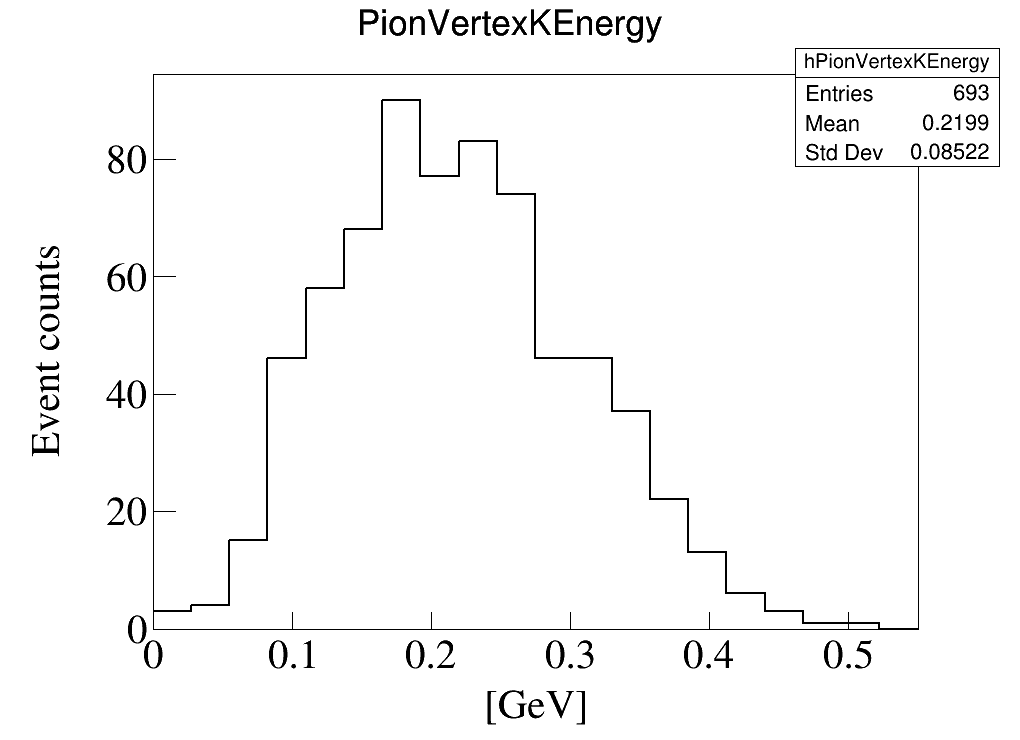 PionVertexKEnergy
hPionVertexKEnergy
Entries 693
Mean 0.2199
Std Dev 0.08522
Event counts
80
60
40
20
0
0 0.1 0.2 0.3 0.4 0.5
[GeV]